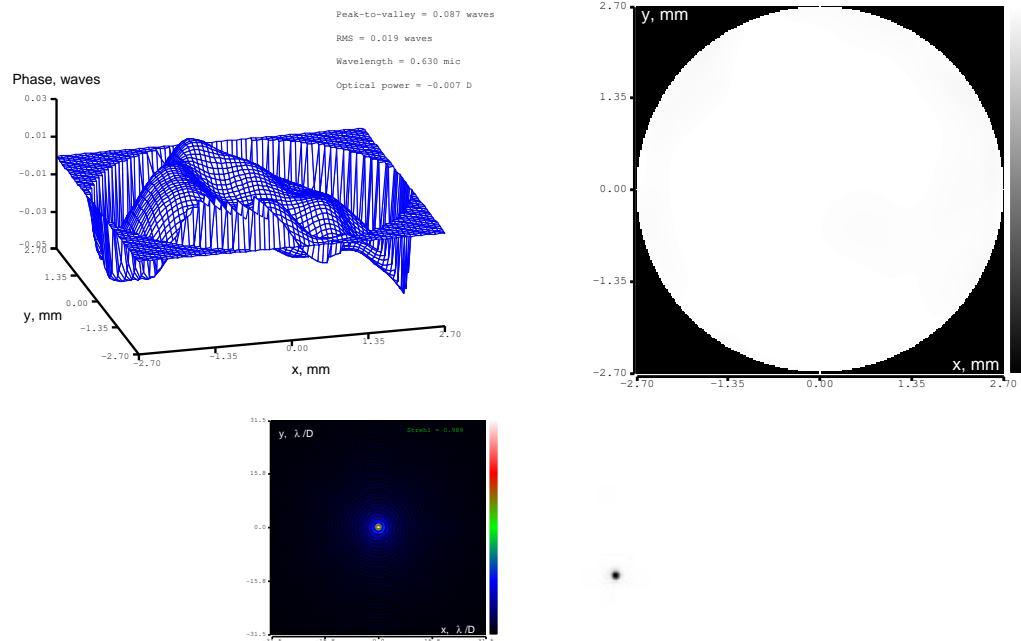 Peak-to-valley = 0.087 waves
RMS = 0.019 waves
Wavelength = 0.630 mic
Optical power = -0.007 D
Phase, waves
0.03
0.01
-0.01
-0.03
-0.05
2.70
1.35
0.00
-1.35
-2.70
y, mm
-2.70
-1.35
0.00
1.35
2.70
x, mm
2.70
y, mm
1.35
0.00
-1.35
-2.70
x, mm
-2.70
-1.35
0.00
1.35
2.70
31.5
y, λ/D
Strehl = 0.989
15.8
0.0
-15.8
-31.5
x, λ/D